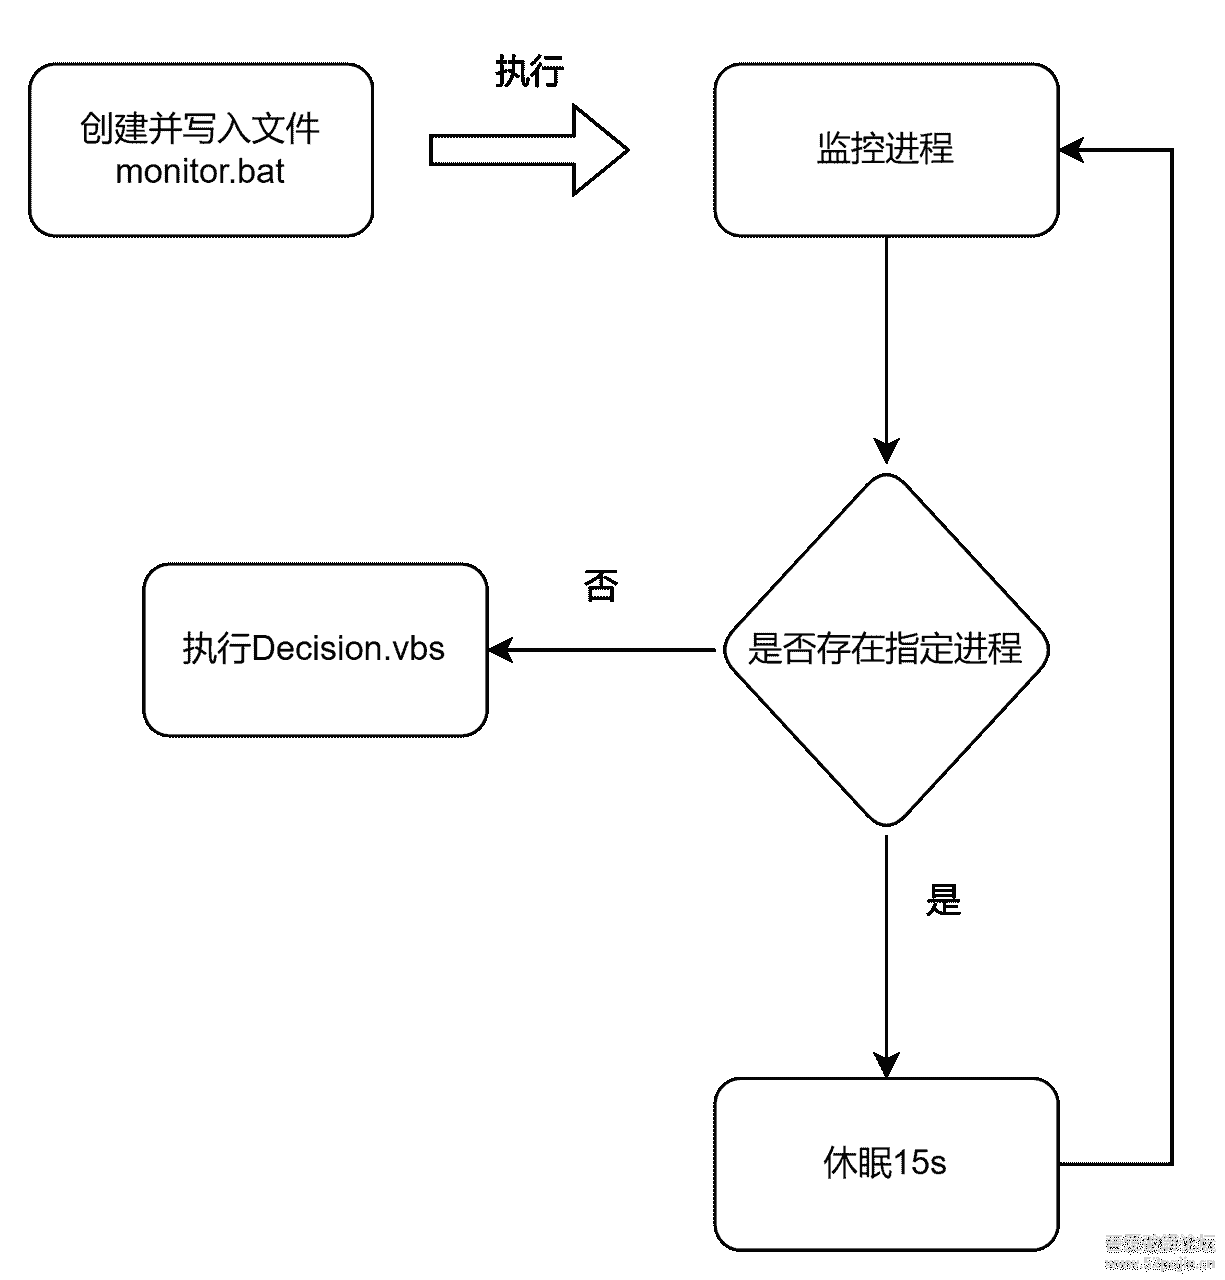 创建并写入文件
monitor.bat
执行
监控进程
是否存在指定进程
否
执行Decision.vbs
是
休眠15s